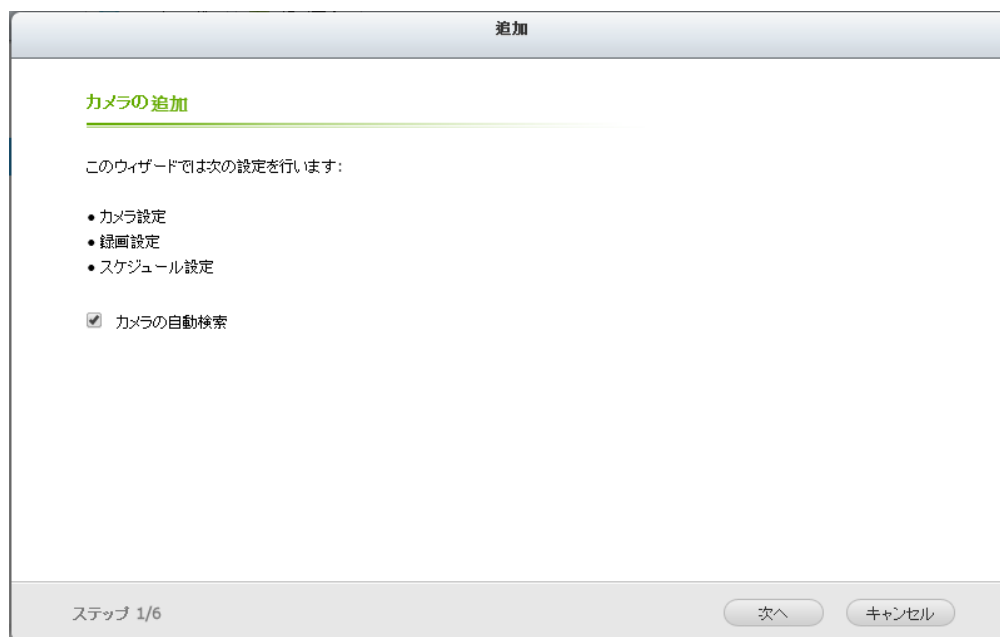 追加
カメラの追加
このウィザードでは次の設定を行います:
• カメラ設定
• 録画設定
• スケジュール設定
カメラの自動検索
ステップ 1/6
次へ
キャンセル